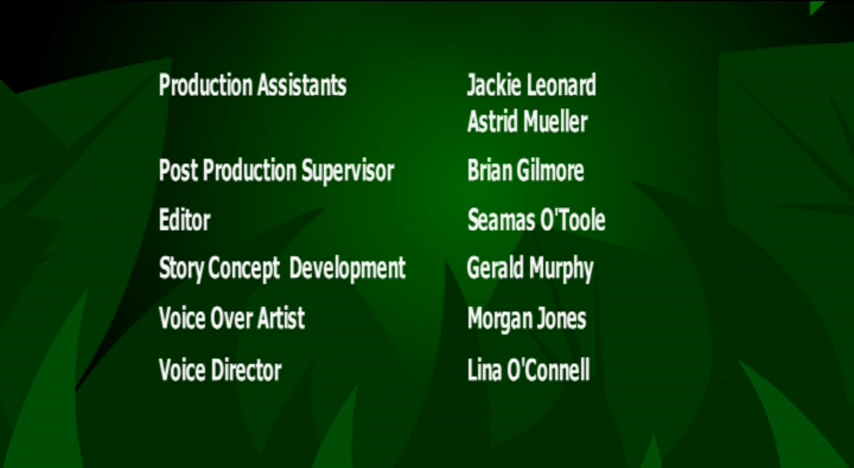 Production Assistants Jackie Leonard
Astrid Mueller
Post Production Supervisor Brian Gilmore
Editor Seamas O'Toole
Story Concept Development Gerald Murphy
Voice Over Artist Morgan Jones
Voice Director Lina O'Connell